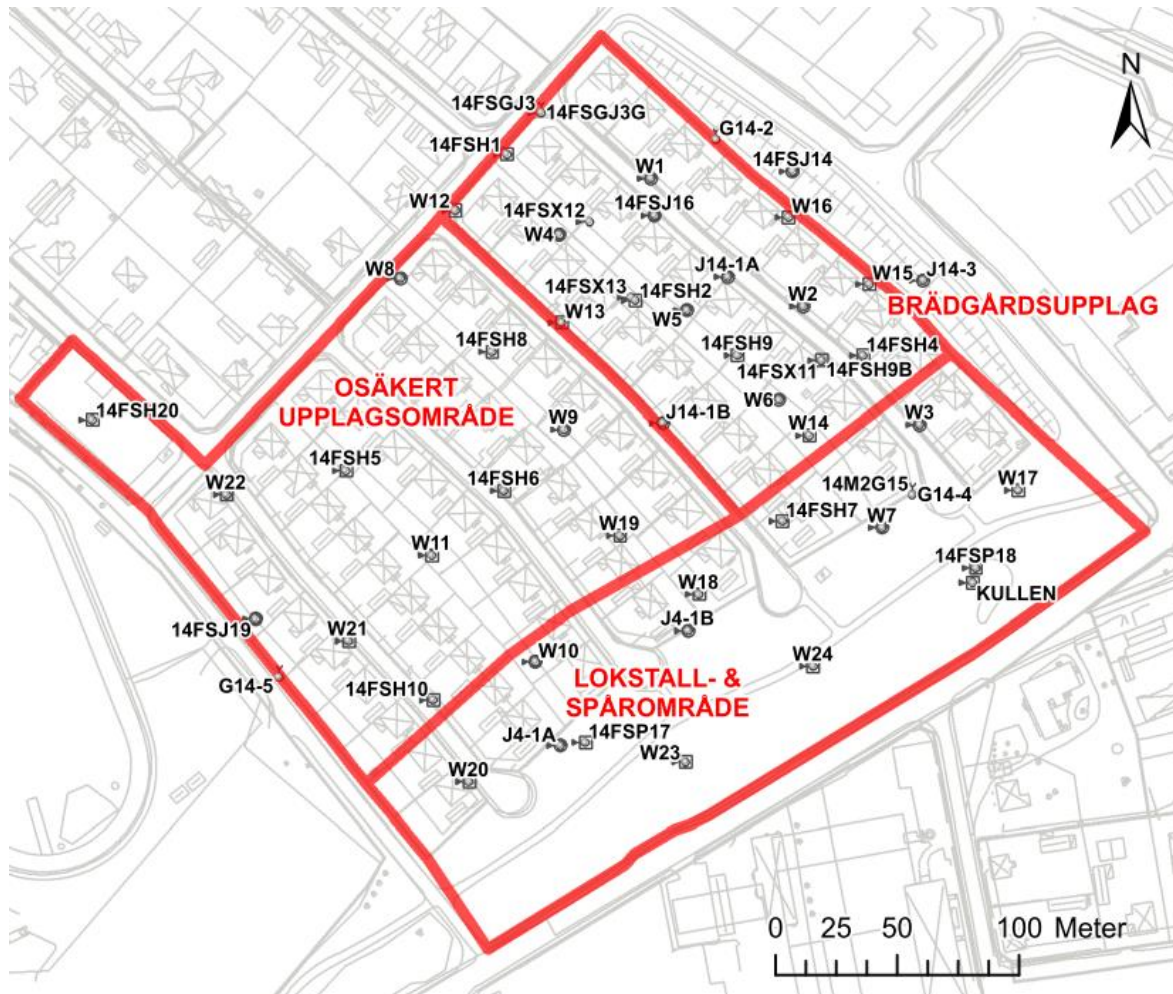 N
14FSGJ3
14FSGJ3G
G14-2
14FSH1
14FSJ14
W1
W12
14FSX12
14FSJ16
W16
W4
W8
J14-1A
W15
J14-3
14FSX13
14FSH2
W2
BRÄDGÅRDSUPPLAG
W13
W5
14FSH8
14FSH9
14FSH4
14FSX11
14FSH9B
OSÄKERT
UPPLAGSOMRÅDE
14FSH20
W6
W9
J14-1B
W14
W3
14FSH5
W22
14FSH6
14M2G15
G14-4
W17
14FSH7
W7
W19
W11
14FSP18
KULLEN
W18
14FSJ19
J4-1B
W21
W10
W24
G14-5
LOKSTALL- &
SPÅROMRÅDE
14FSH10
J4-1A
14FSP17
W23
W20
0 25 50 100 Meter